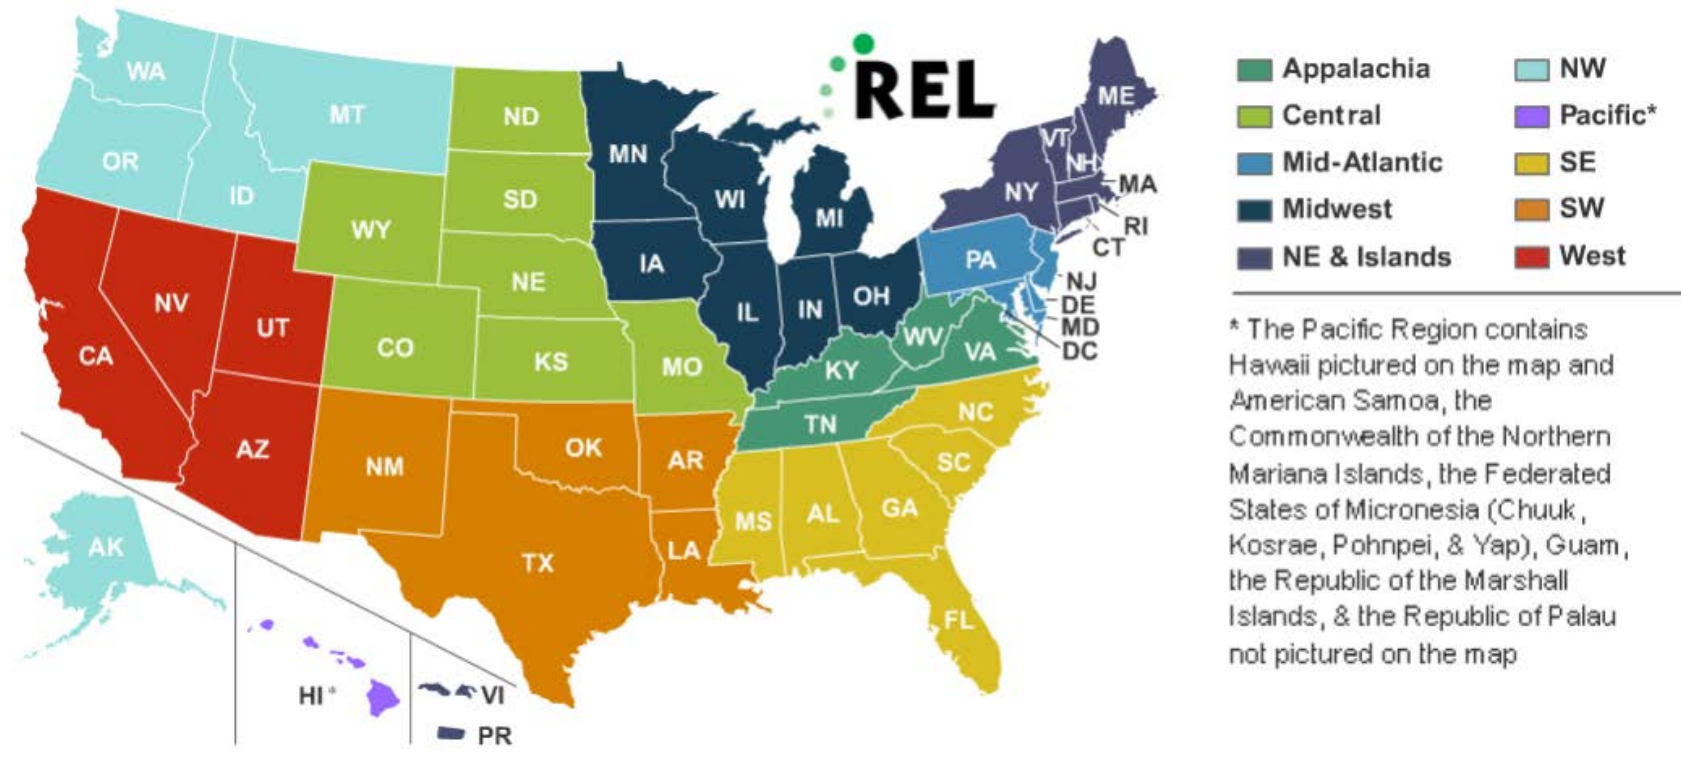 REL
WA
MT
ND
MN
ME
VT
NH
OR
ID
SD
WI
MI
NY
MA
RI
CT
WY
IA
PA
NV
NE
IL
IN
OH
NJ
DE
MD
DC
UT
CA
CO
KS
MO
KY
WV
VA
TN
NC
AZ
NM
OK
AR
SC
MS
AL
GA
AK
TX
LA
FL
HI*
VI
PR
Appalachia
Central
Mid-Atlantic
Midwest
NE & Islands
NW
Pacific*
SE
SW
West
* The Pacific Region contains
Hawaii pictured on the map and
American Samoa, the
Commonwealth of the Northern
Mariana Islands, the Federated
States of Micronesia (Chuuk,
Kosrae, Pohnpei, & Yap), Guam,
the Republic of the Marshall
Islands, & the Republic of Palau
not pictured on the map